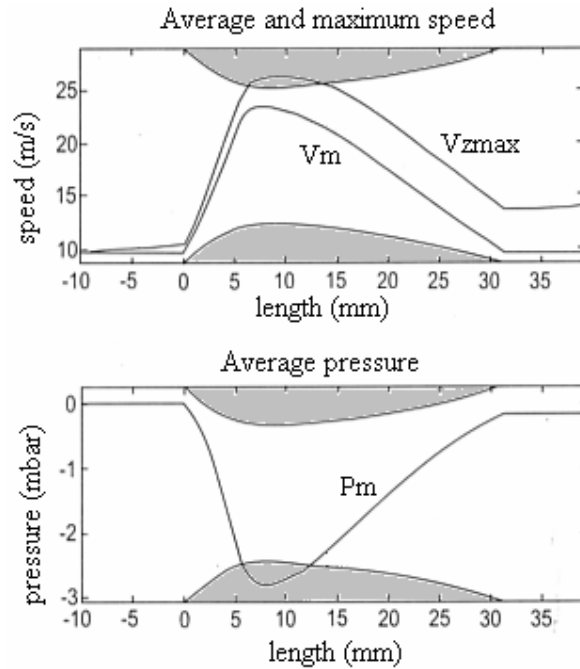 Average and maximum speed
speed (m/s)
25
20
15
10
Vm
Vzmax
-10 -5 0 5 10 15 20 25 30 35
length (mm)
Average pressure
pressure (mbar)
0
-1
-2
-3
Pm
-10 -5 0 5 10 15 20 25 30 35
length (mm)